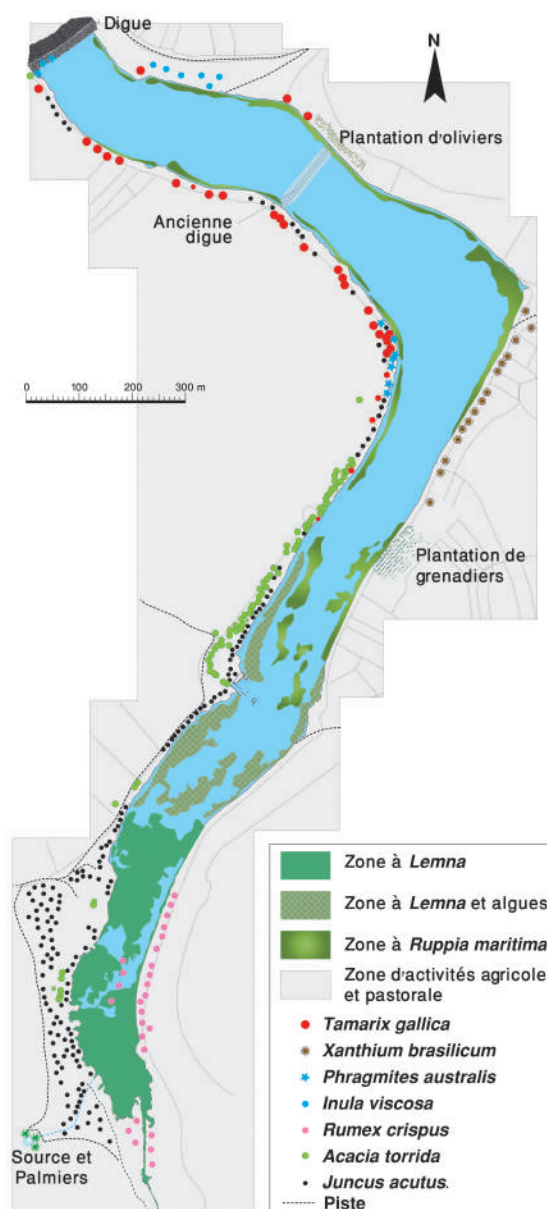 Digue
N
Plantation d'oliviers
Ancienne
digue
0 100 200 300 m
Plantation de
grenadiers
Source et
Palmiers
Zone à Lemna
Zone à Lemna et algues
Zone à Ruppia maritima
Zone d'activités agricole
et pastorale
Tamarix gallica
Xanthium brasilicum
Phragmites australis
Inula viscosa
Rumex crispus
Acacia torrida
Juncus acutus.
Piste